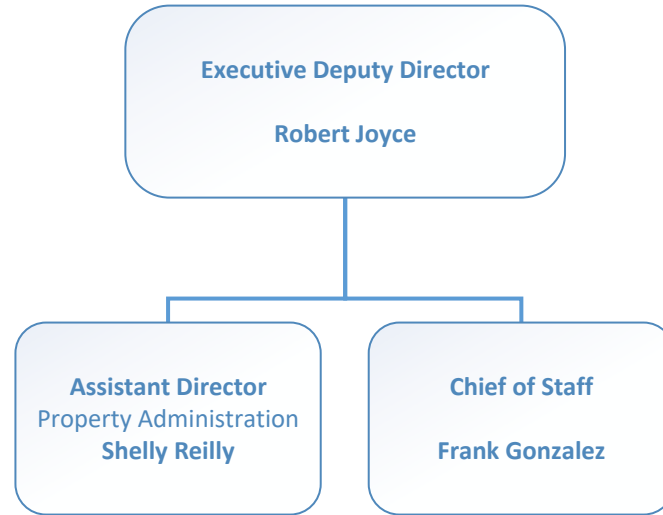 Executive Deputy Director
Robert Joyce
Assistant Director
Property Administration
Shelly Reilly
Chief of Staff
Frank Gonzalez